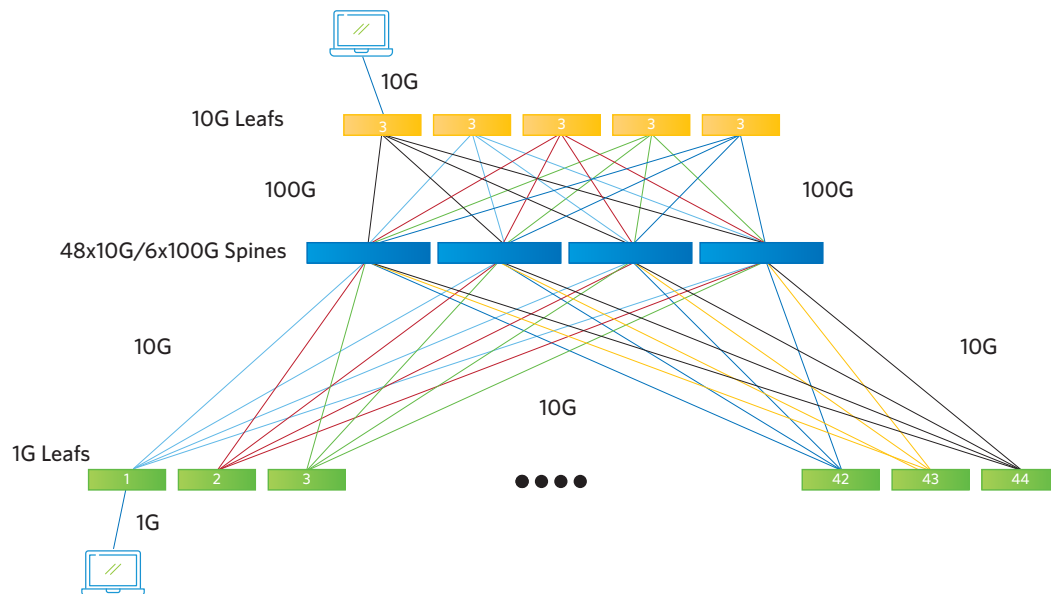 10G
10G Leafs
3 3 3 3 3
100G 100G
48x10G/6x100G Spines
10G 10G
10G
1G Leafs
1 2 3 42 43 44
1G